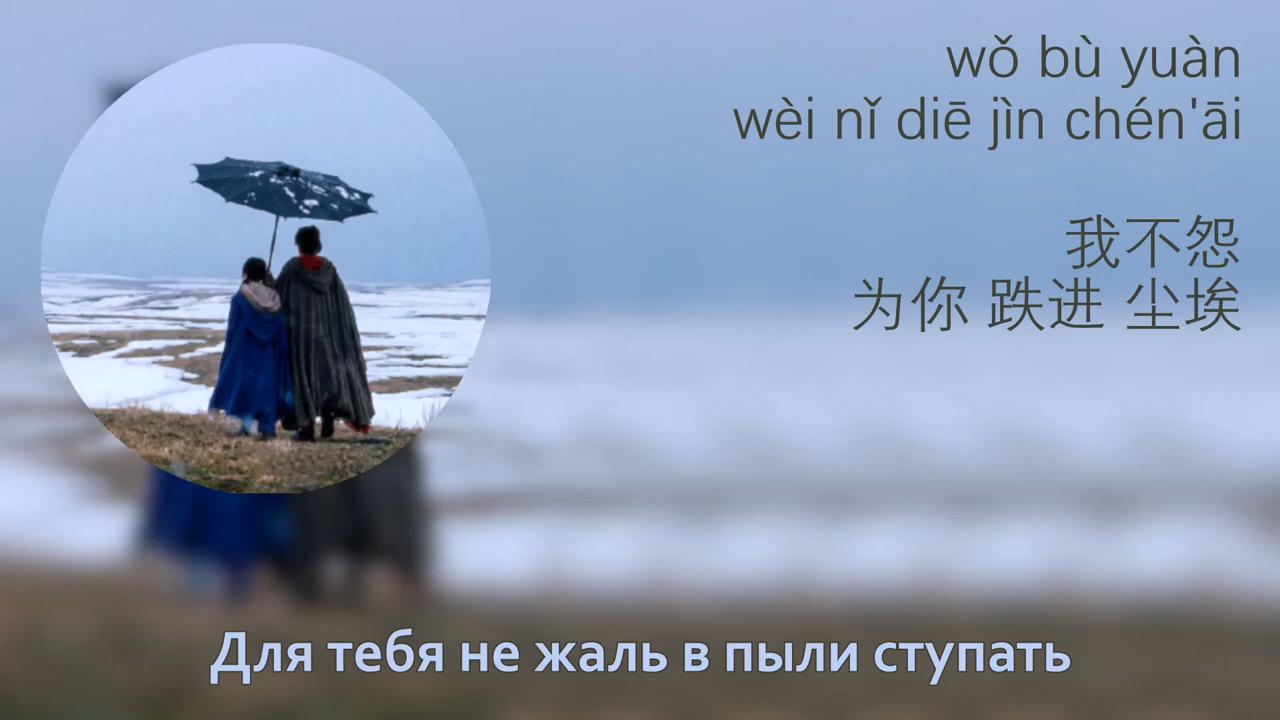 wǒ bù yuàn
wèi nǐ diē jìn chén'āi
我不怨
为你 跌进 尘埃
Для тебя не жаль в пыли ступать